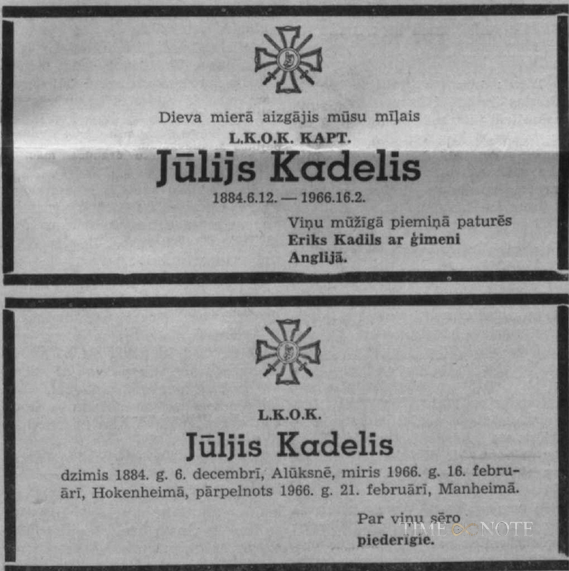 Dieva mierā aizgājis mūsu mīļais
L.K.O.K. KAPT.
Jūlijs Kadelis
1884.6.12. — 1966.16.2.
Viņu mūžīgā piemiņā paturēs
Eriks Kadils ar ģimeni
Anglijā.
L.K.O.K.
Jūljis Kadelis
dzimis 1884. g. 6. decembrī, Alūksnē, miris 1966. g. 16. febru-
ārī, Hokenheimā, pārpelnots 1966. g. 21. februārī, Manheimā.
Par viņu sēro
piederīgie.
TIMENOTE